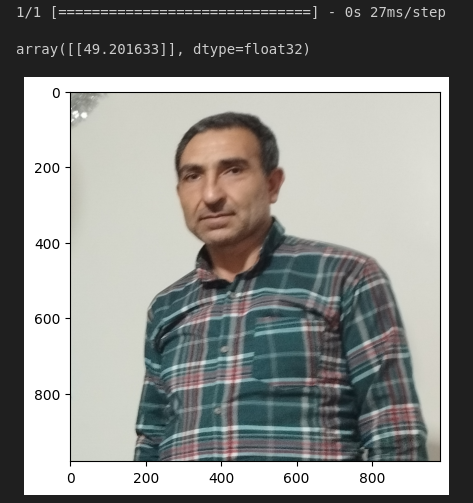 1/1 [==============================] - 0s 27ms/step
array([[49.201633]], dtype=float32)
0
200
400
600
800
0 200 400 600 800